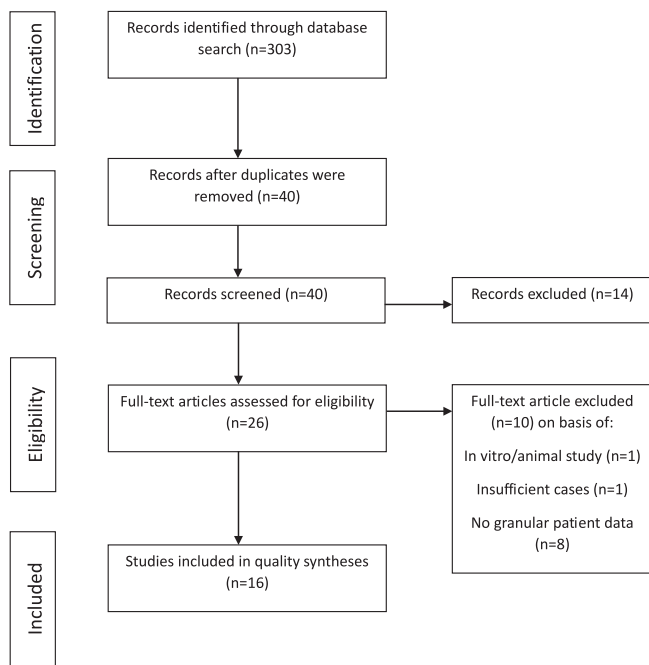 Identification
Records identified through database
search (n=303)
Records after duplicates were
removed (n=40)
Screening
Records screened (n=40)
Records excluded (n=14)
Eligibility
Full-text articles assessed for eligibility
(n=26)
Full-text article excluded
(n=10) on basis of:
In vitro/animal study (n=1)
Insufficient cases (n=1)
No granular patient data
(n=8)
Included
Studies included in quality syntheses
(n=16)